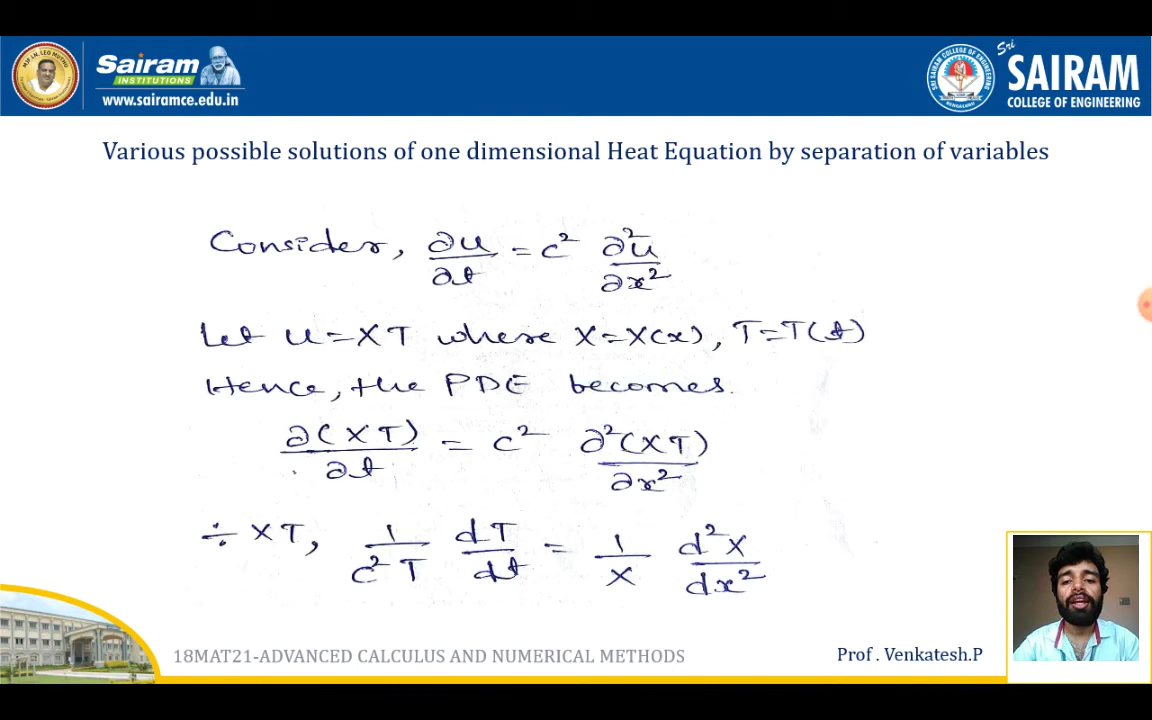 Sairam
INSTITUTIONS
www.sairamce.edu.in
Sri
SAIRAM
COLLEGE OF ENGINEERING
Various possible solutions of one dimensional Heat Equation by separation of variables
Consider, ∂u/∂t = c² ∂²u/∂x²
Let u = XT where X = X(x), T = T(t)
Hence, the PDE becomes.
∂(XT)/∂t = c² ∂²(XT)/∂x²
÷ XT, 1/(c²T) dT/dt = 1/X d²X/dx²
18MAT21-ADVANCED CALCULUS AND NUMERICAL METHODS
Prof . Venkatesh.P